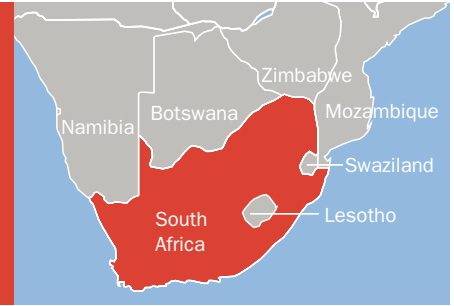 Zimbabwe
Botswana
Mozambique
Namibia
Swaziland
South
Africa
Lesotho